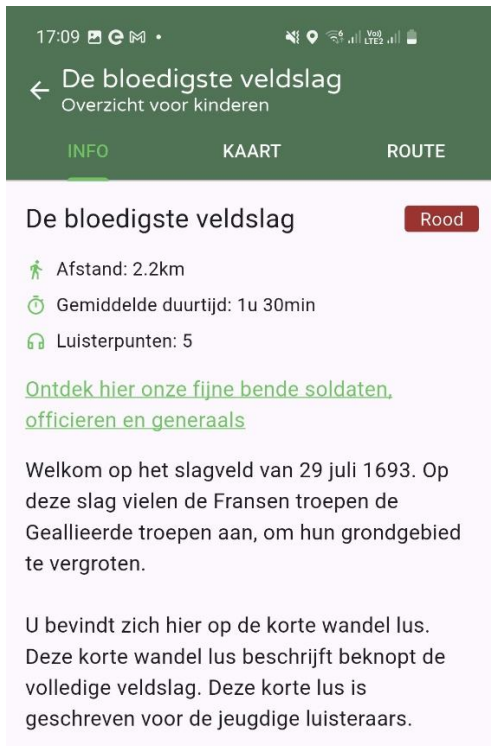 17:09
De bloedigste veldslag
Overzicht voor kinderen
INFO KAART ROUTE
De bloedigste veldslag Rood
Afstand: 2.2km
Gemiddelde duurtijd: 1u 30min
Luisterpunten: 5
Ontdek hier onze fijne bende soldaten,
officieren en generaals
Welkom op het slagveld van 29 juli 1693. Op
deze slag vielen de Fransen troepen de
Geallieerde troepen aan, om hun grondgebied
te vergroten.
U bevindt zich hier op de korte wandel lus.
Deze korte wandel lus beschrijft beknopt de
volledige veldslag. Deze korte lus is
geschreven voor de jeugdige luisteraars.